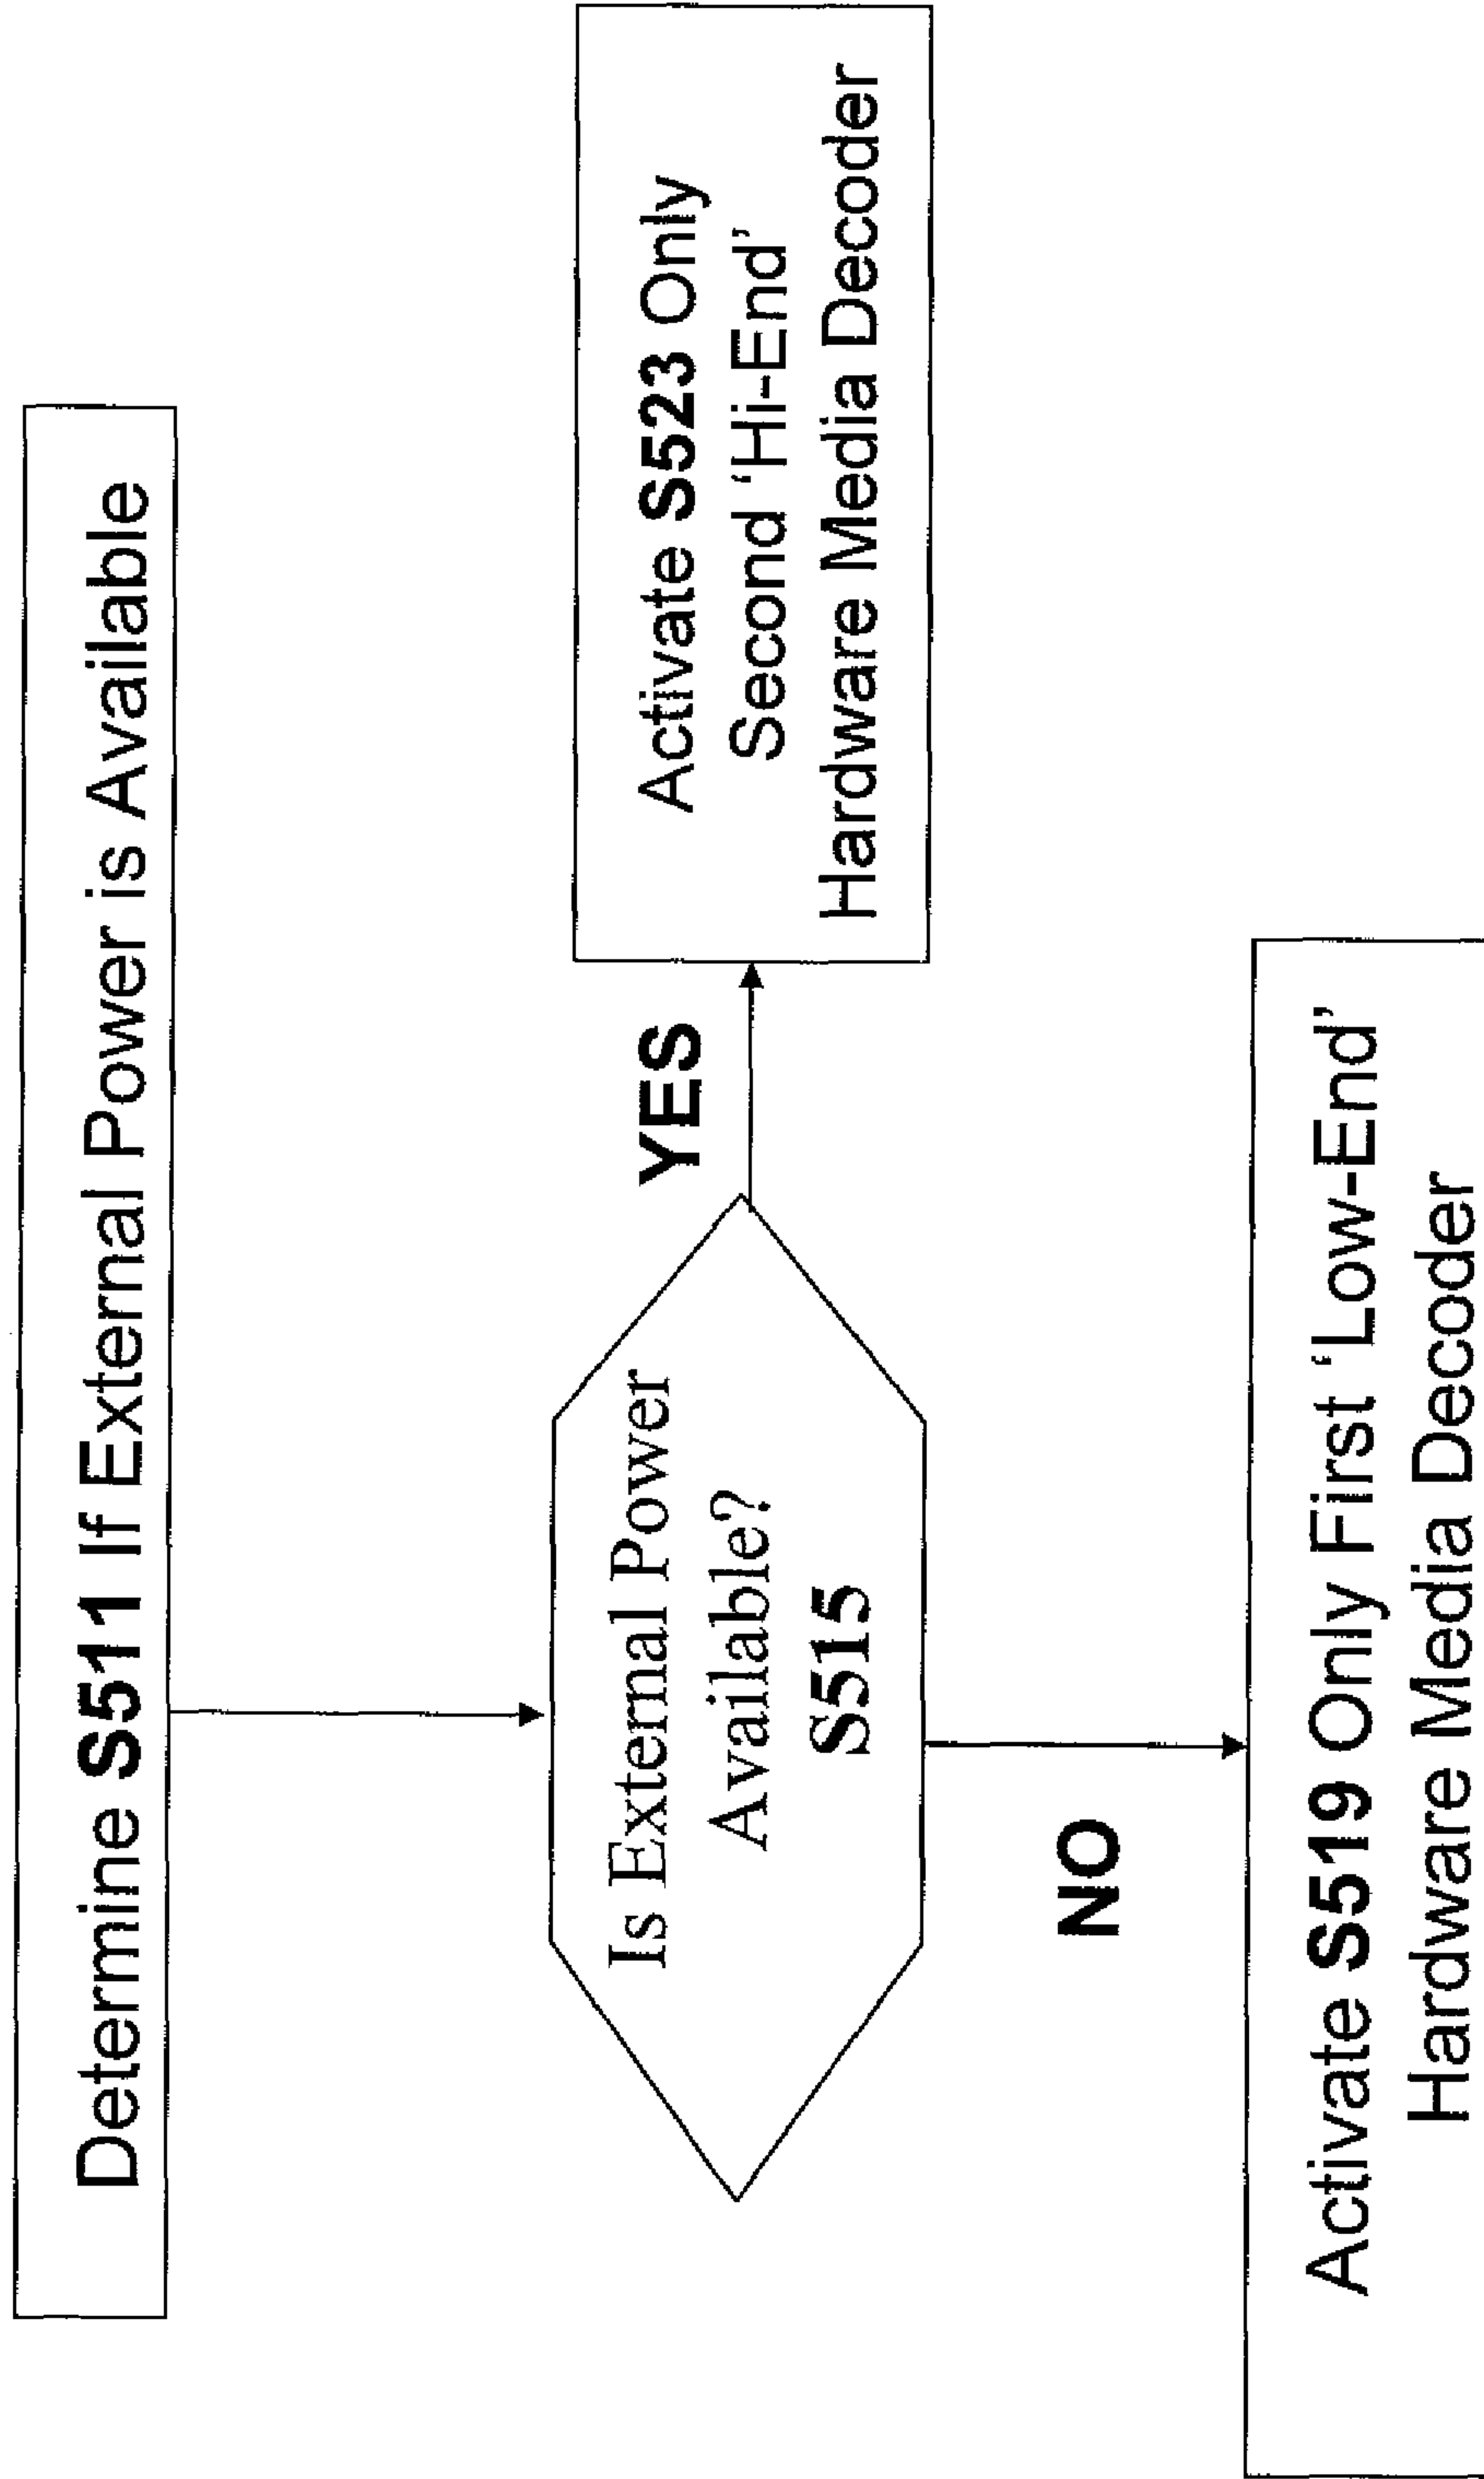 Determine S511 If External Power is Available
Is External Power
Available?
S515
YES
Activate S523 Only
Second ‘Hi-End’
Hardware Media Decoder
NO
Activate S519 Only First ‘Low-End’
Hardware Media Decoder